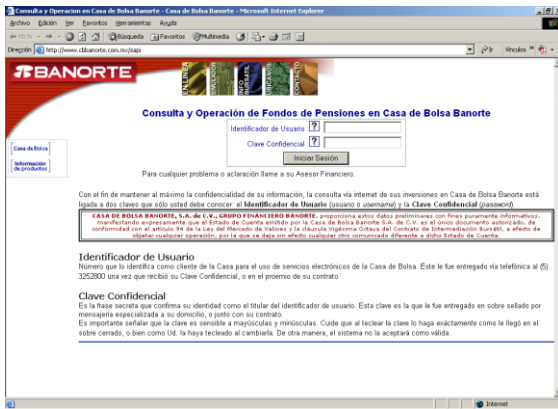 Consulta y Operacion en Casa de Bolsa Banorte - Casa de Bolsa Banorte - Microsoft Internet Explorer
Archivo Edición Ver Favoritos Herramientas Ayuda
Atrás Búsqueda Favoritos Multimedia
Dirección http://www.cbbanorte.com.mx/sapi Ir Vínculos
BANORTE
EN LINEA
SIMULADOR
INFO BURSATIL
UBICANOS
CONTACTO
Consulta y Operación de Fondos de Pensiones en Casa de Bolsa Banorte
Identificador de Usuario ?
Clave Confidencial ?
Iniciar Sesión
Casa de Bolsa
Información de productos
Para cualquier problema o aclaración llame a su Asesor Financiero.
Con el fin de mantener al máximo la confidencialidad de su información, la consulta vía internet de sus inversiones en Casa de Bolsa Banorte está
ligada a dos claves que sólo usted debe conocer: el Identificador de Usuario (usuario o username) y la Clave Confidencial (password).
CASA DE BOLSA BANORTE, S.A. de C.V., GRUPO FINANCIERO BANORTE, proporciona estos datos preliminares con fines puramente informativos,
manifestando expresamente que el Estado de Cuenta emitido por la Casa de Bolsa Banorte S.A. de C.V. es el único documento autorizado, de
conformidad con el artículo 94 de la Ley del Mercado de Valores y la cláusula Vigésima Octava del Contrato de Intermediación Bursátil, a efecto de
objetar cualquier operación, por la que se deja sin efecto cualquier otro comunicado diferente a dicho Estado de Cuenta.
Identificador de Usuario
Número que lo identifica como cliente de la Casa para el uso de servicios electrónicos de la Casa de Bolsa. Éste le fue entregado vía telefónica al (5)
3252800 una vez que recibió su Clave Confidencial, o en el proemio de su contrato.
Clave Confidencial
Es la frase secreta que confirma su identidad como el titular del identificador de usuario. Esta clave es la que le fue entregado en sobre sellado por
mensajería especializada a su domicilio, o junto con su contrato.
Es importante señalar que la clave es sensible a mayúsculas y minúsculas. Cuide que al teclear la clave lo haga exactamente como le llegó en el
sobre cerrado, o bien como Ud. la haya tecleado al cambiarla. De otra manera, el sistema no la aceptará como válida.
Internet